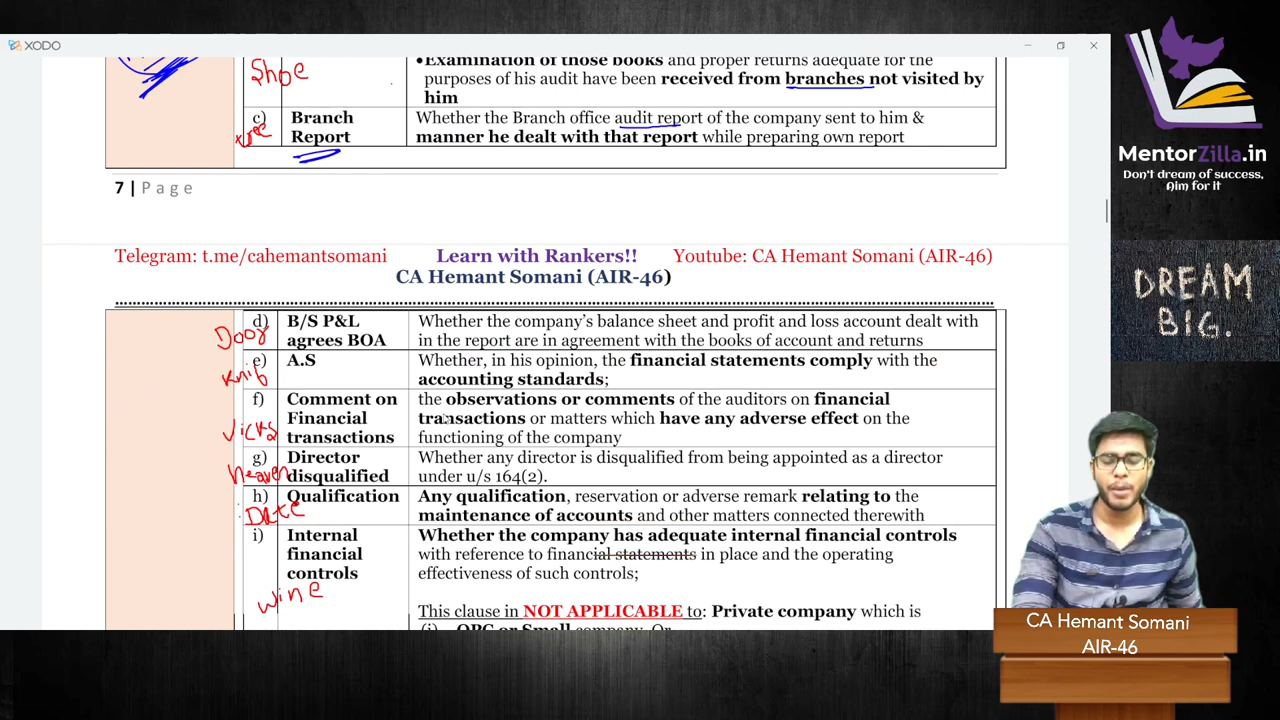 XODO
Shoe
•Examination of those books and proper returns adequate for the
purposes of his audit have been received from branches not visited by
him
c) Branch Report
tree
Whether the Branch office audit report of the company sent to him &
manner he dealt with that report while preparing own report
7 | Page
Telegram: t.me/cahemantsomani Learn with Rankers!! Youtube: CA Hemant Somani (AIR-46)
CA Hemant Somani (AIR-46)
d) B/S P&L
agrees BOA
Door
Whether the company's balance sheet and profit and loss account dealt with
in the report are in agreement with the books of account and returns
e) A.S
Whether, in his opinion, the financial statements comply with the
accounting standards;
f) Comment on
Financial
transactions
Vicks
the observations or comments of the auditors on financial
transactions or matters which have any adverse effect on the
functioning of the company
g) Director
disqualified
heaven
Whether any director is disqualified from being appointed as a director
under u/s 164(2).
h) Qualification
Date
Any qualification, reservation or adverse remark relating to the
maintenance of accounts and other matters connected therewith
i) Internal
financial
controls
wine
Whether the company has adequate internal financial controls
with reference to financial statements in place and the operating
effectiveness of such controls;
This clause in NOT APPLICABLE to: Private company which is
(i) OPC or Small company. Or
MentorZilla.in
Don't dream of success,
Aim for it
DREAM
BIG.
CA Hemant Somani
AIR-46